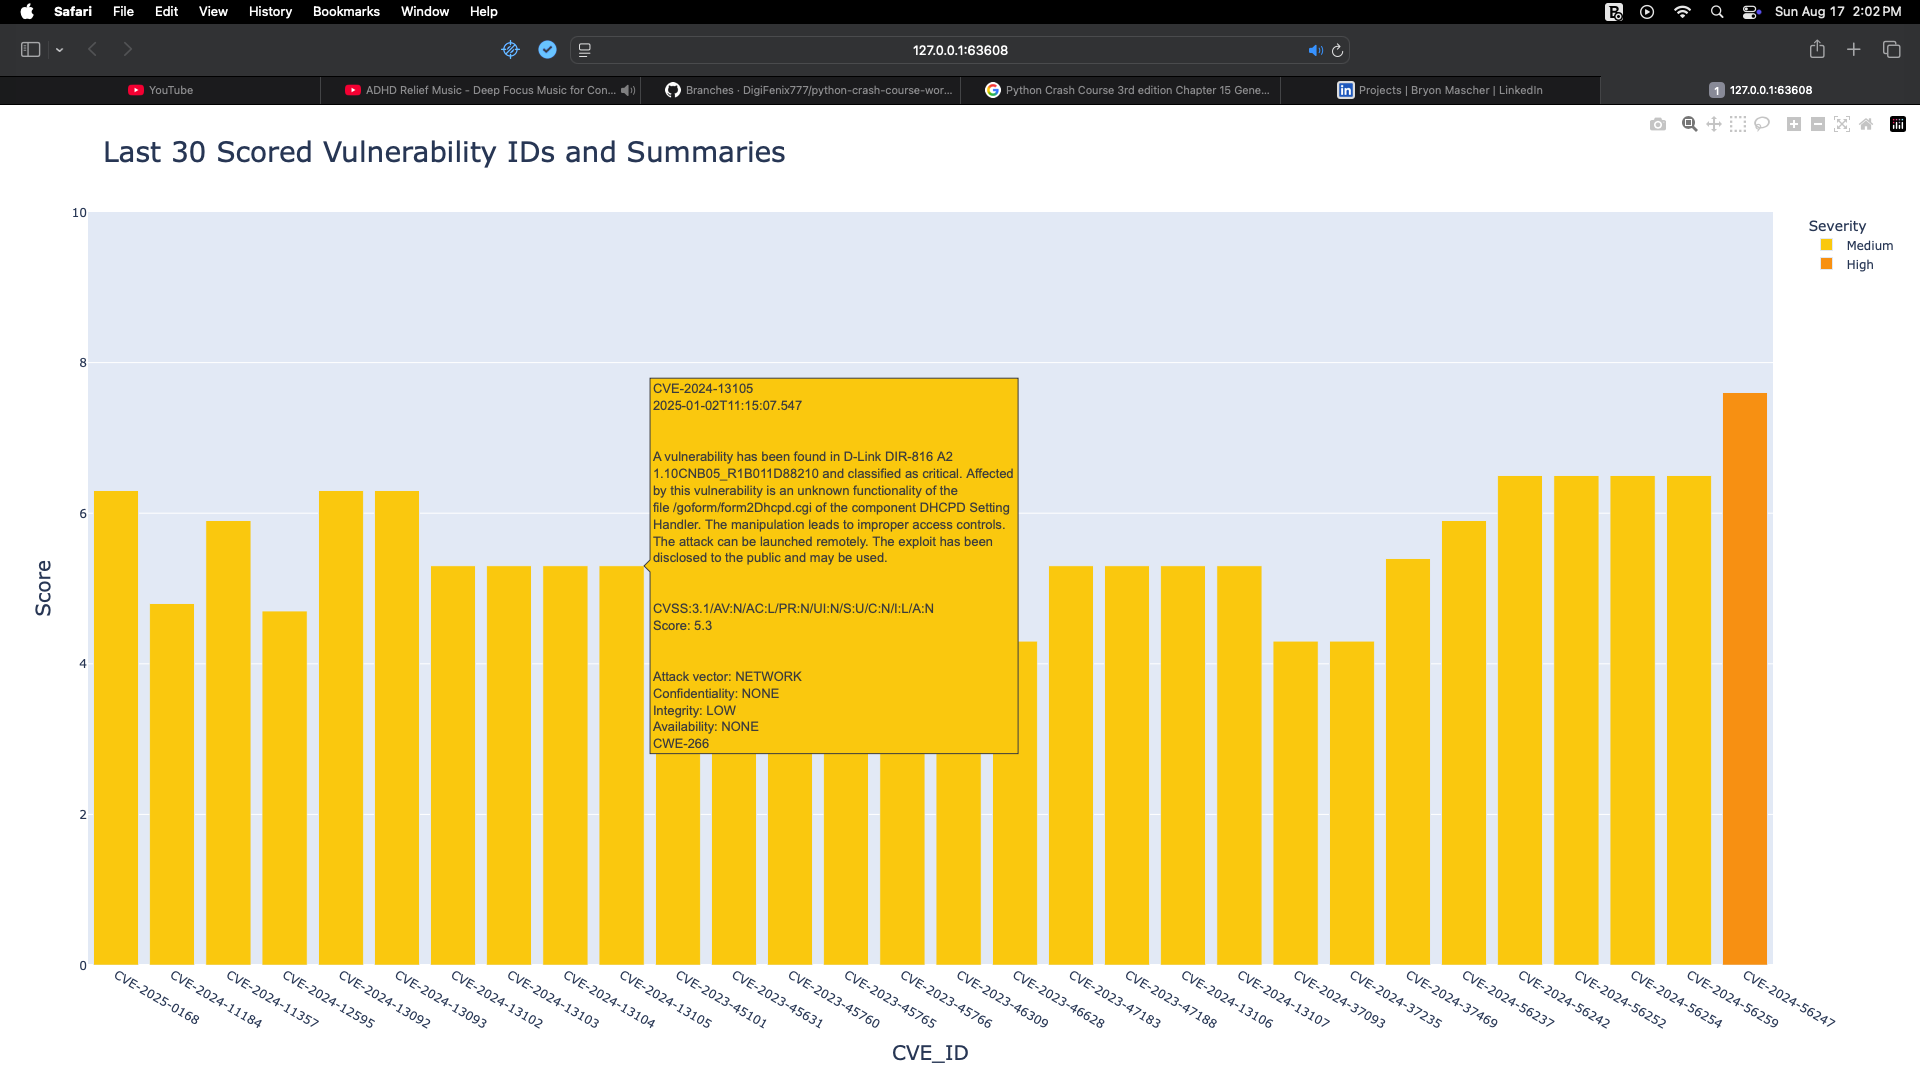 Safari File Edit View History Bookmarks Window Help
Sun Aug 17 2:02 PM
127.0.0.1:63608
YouTube
ADHD Relief Music - Deep Focus Music for Con...
Branches · DigiFenix777/python-crash-course-wor...
Python Crash Course 3rd edition Chapter 15 Gene...
Projects | Bryon Mascher | LinkedIn
1 127.0.0.1:63608
Last 30 Scored Vulnerability IDs and Summaries
Severity
Medium
High
Score
10
8
6
4
2
0
CVE-2024-13105
2025-01-02T11:15:07.547
A vulnerability has been found in D-Link DIR-816 A2
1.10CNB05_R1B011D88210 and classified as critical. Affected
by this vulnerability is an unknown functionality of the
file /goform/form2Dhcpd.cgi of the component DHCPD Setting
Handler. The manipulation leads to improper access controls.
The attack can be launched remotely. The exploit has been
disclosed to the public and may be used.
CVSS:3.1/AV:N/AC:L/PR:N/UI:N/S:U/C:N/I:L/A:N
Score: 5.3
Attack vector: NETWORK
Confidentiality: NONE
Integrity: LOW
Availability: NONE
CWE-266
CVE-2025-0168
CVE-2024-11184
CVE-2024-11357
CVE-2024-12595
CVE-2024-13092
CVE-2024-13093
CVE-2024-13102
CVE-2024-13103
CVE-2024-13104
CVE-2024-13105
CVE-2023-45101
CVE-2023-45631
CVE-2023-45760
CVE-2023-45765
CVE-2023-45766
CVE-2023-46309
CVE-2023-46628
CVE-2023-47183
CVE-2023-47188
CVE-2024-13106
CVE-2024-13107
CVE-2024-37093
CVE-2024-37235
CVE-2024-37469
CVE-2024-56237
CVE-2024-56242
CVE-2024-56252
CVE-2024-56254
CVE-2024-56259
CVE-2024-56247
CVE_ID